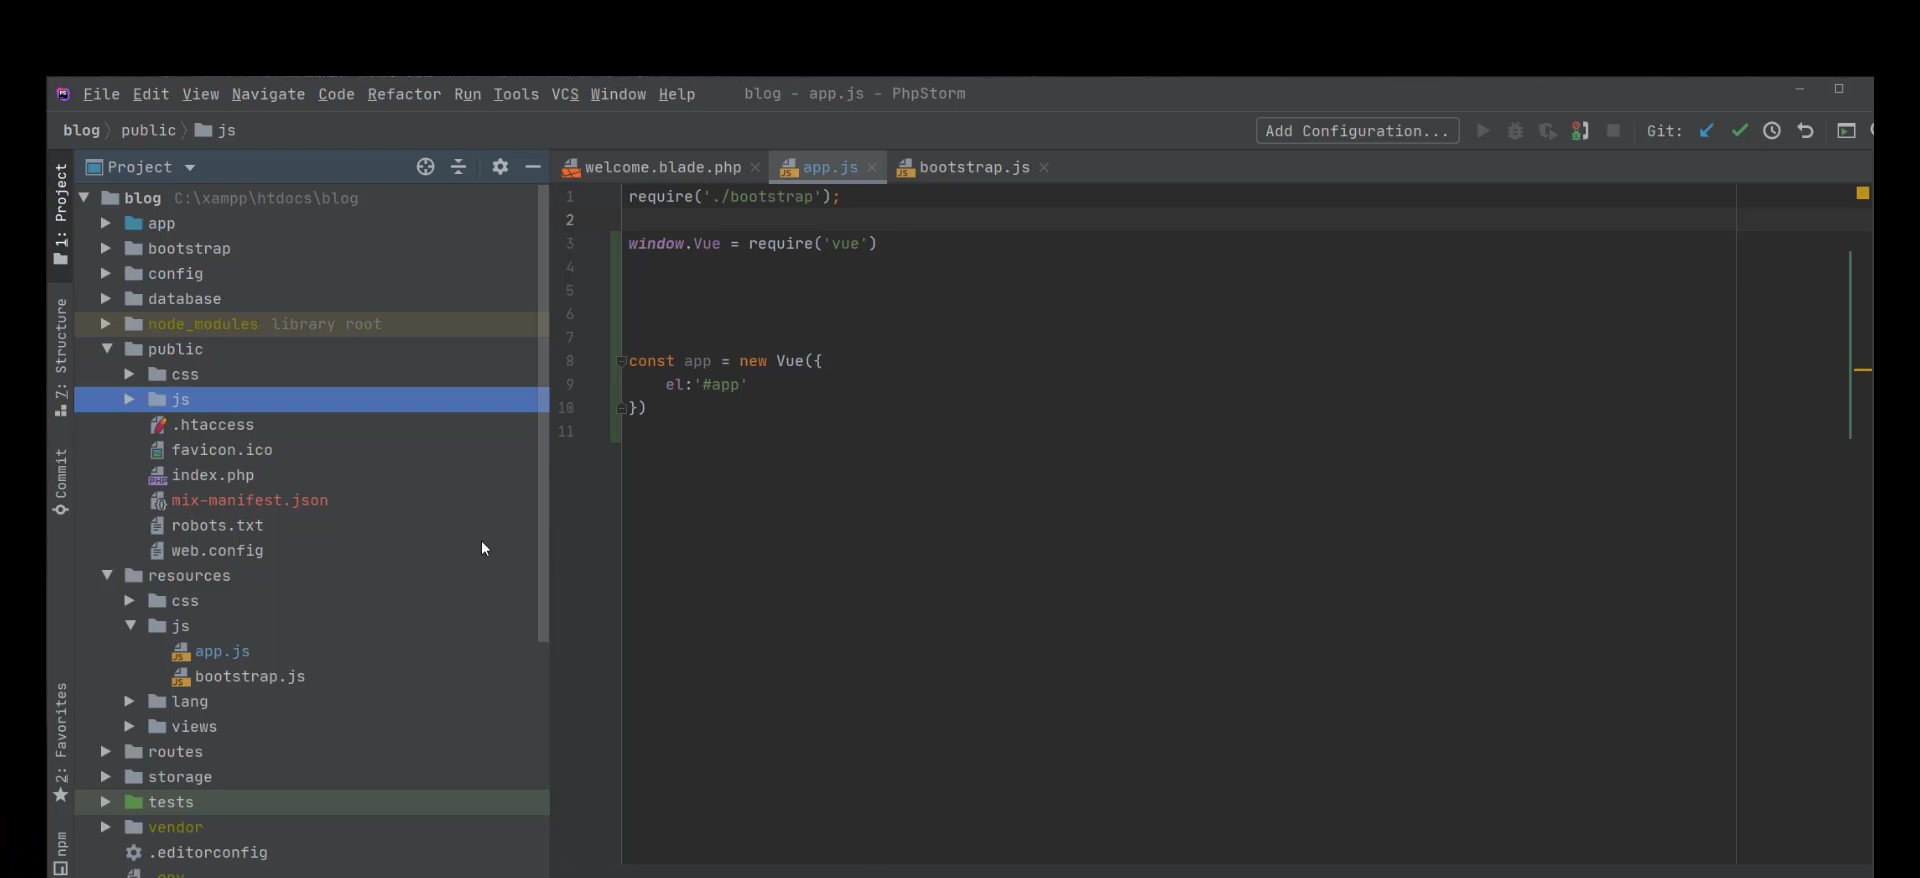 File Edit View Navigate Code Refactor Run Tools VCS Window Help blog - app.js - PhpStorm
blog public js Add Configuration... Git:
Project welcome.blade.php app.js bootstrap.js
1: Project
7: Structure
Commit
2: Favorites
npm
blog C:\xampp\htdocs\blog
app
bootstrap
config
database
node_modules library root
public
css
js
.htaccess
favicon.ico
index.php
mix-manifest.json
robots.txt
web.config
resources
css
js
app.js
bootstrap.js
lang
views
routes
storage
tests
vendor
.editorconfig
1 require('./bootstrap');
2
3 window.Vue = require('vue')
4
5
6
7
8 const app = new Vue({
9 el:'#app'
10 })
11